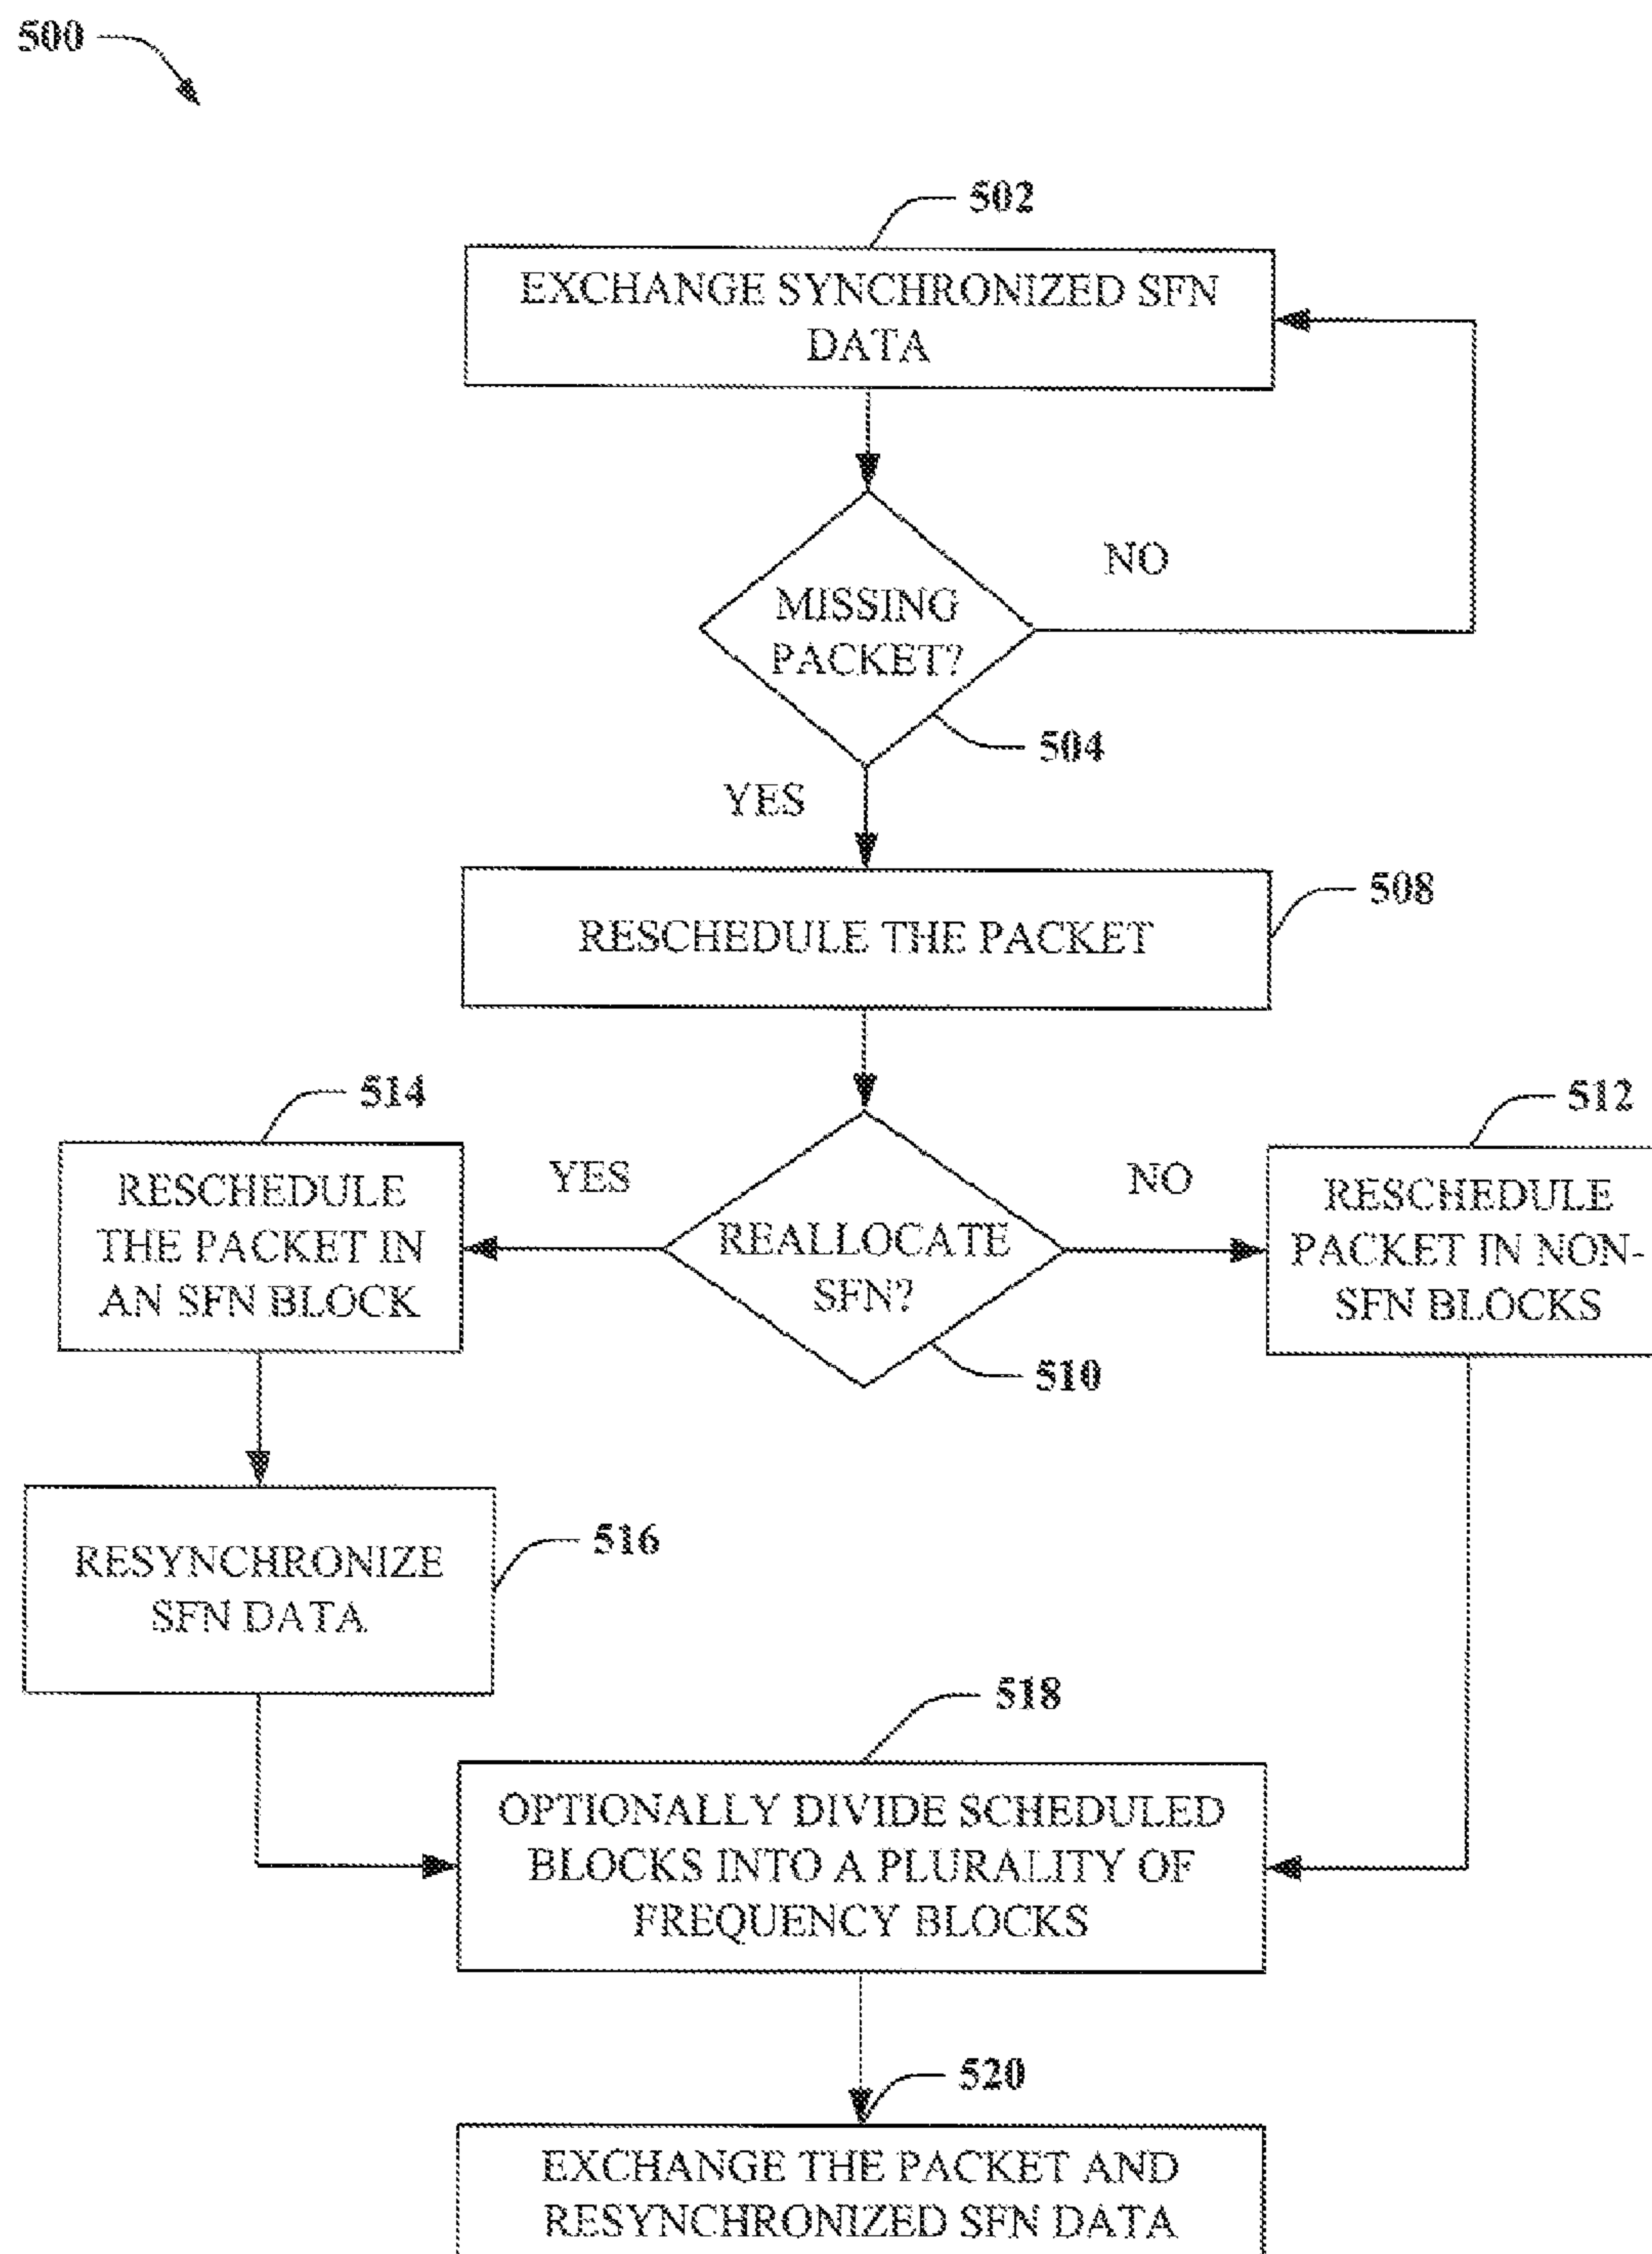 500
502
EXCHANGE SYNCHRONIZED SFN
DATA
NO
MISSING
PACKET?
504
YES
508
RESCHEDULE THE PACKET
514
512
RESCHEDULE
THE PACKET IN
AN SFN BLOCK
YES
REALLOCATE
SFN?
NO
RESCHEDULE
PACKET IN NON-
SFN BLOCKS
510
516
RESYNCHRONIZE
SFN DATA
518
OPTIONALLY DIVIDE SCHEDULED
BLOCKS INTO A PLURALITY OF
FREQUENCY BLOCKS
520
EXCHANGE THE PACKET AND
RESYNCHRONIZED SFN DATA